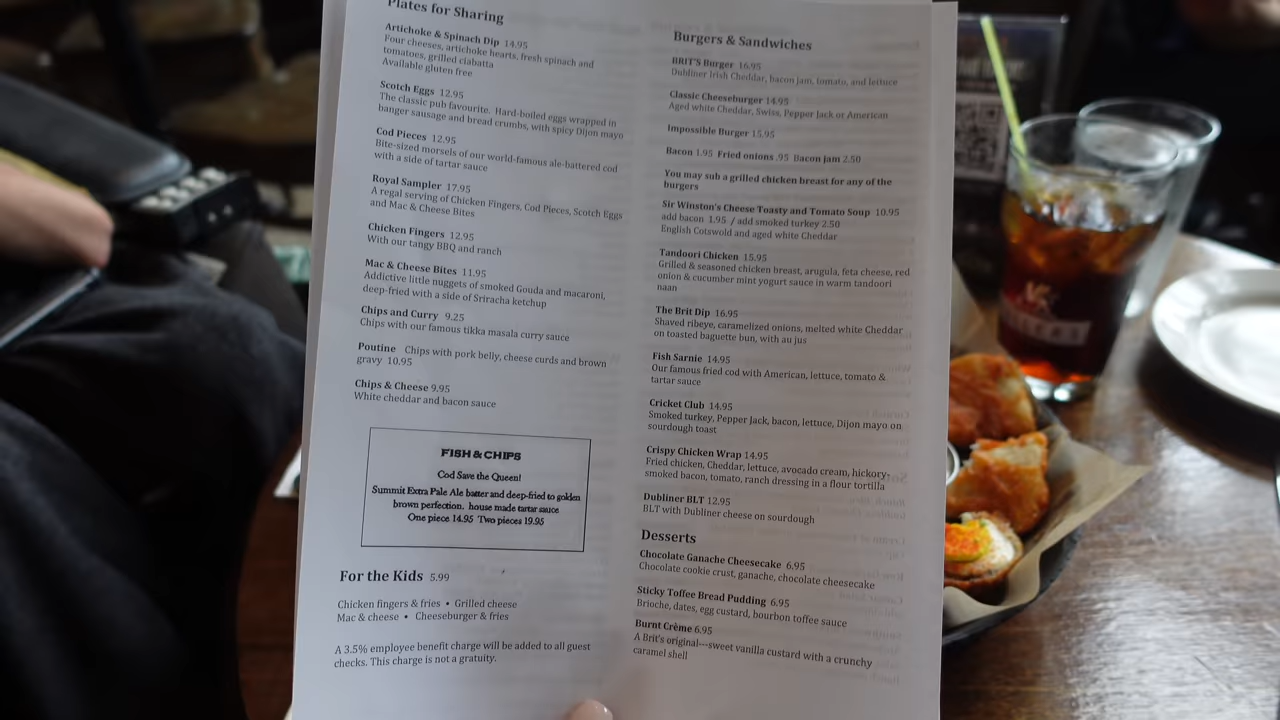 Plates for Sharing
Artichoke & Spinach Dip 14.95
Four cheeses, artichoke hearts, fresh spinach and
tomatoes, grilled ciabatta
Available gluten free
Scotch Eggs 12.95
The classic pub favourite. Hard-boiled eggs wrapped in
banger sausage and bread crumbs, with spicy Dijon mayo
Cod Pieces 12.95
Bite-sized morsels of our world-famous ale-battered cod
with a side of tartar sauce
Royal Sampler 17.95
A regal serving of Chicken Fingers, Cod Pieces, Scotch Eggs
and Mac & Cheese Bites
Chicken Fingers 12.95
With our tangy BBQ and ranch
Mac & Cheese Bites 11.95
Addictive little nuggets of smoked Gouda and macaroni,
deep-fried with a side of Sriracha ketchup
Chips and Curry 9.25
Chips with our famous tikka masala curry sauce
Poutine Chips with pork belly, cheese curds and brown
gravy 10.95
Chips & Cheese 9.95
White cheddar and bacon sauce
FISH & CHIPS
Cod Save the Queen!
Summit Extra Pale Ale batter and deep-fried to golden
brown perfection. house made tartar sauce
One piece 14.95 Two pieces 19.95
For the Kids 5.99
Chicken fingers & fries • Grilled cheese
Mac & cheese • Cheeseburger & fries
A 3.5% employee benefit charge will be added to all guest
checks. This charge is not a gratuity.
Burgers & Sandwiches
BRIT'S Burger 16.95
Dubliner Irish Cheddar, bacon jam, tomato, and lettuce
Classic Cheeseburger 14.95
Aged white Cheddar, Swiss, Pepper Jack or American
Impossible Burger 15.95
Bacon 1.95 Fried onions .95 Bacon jam 2.50
You may sub a grilled chicken breast for any of the
burgers
Sir Winston's Cheese Toasty and Tomato Soup 10.95
add bacon 1.95 / add smoked turkey 2.50
English Cotswold and aged white Cheddar
Tandoori Chicken 15.95
Grilled & seasoned chicken breast, arugula, feta cheese, red
onion & cucumber mint yogurt sauce in warm tandoori
naan
The Brit Dip 16.95
Shaved ribeye, caramelized onions, melted white Cheddar
on toasted baguette bun, with au jus
Fish Sarnie 14.95
Our famous fried cod with American, lettuce, tomato &
tartar sauce
Cricket Club 14.95
Smoked turkey, Pepper Jack, bacon, lettuce, Dijon mayo on
sourdough toast
Crispy Chicken Wrap 14.95
Fried chicken, Cheddar, lettuce, avocado cream, hickory-
smoked bacon, tomato, ranch dressing in a flour tortilla
Dubliner BLT 12.95
BLT with Dubliner cheese on sourdough
Desserts
Chocolate Ganache Cheesecake 6.95
Chocolate cookie crust, ganache, chocolate cheesecake
Sticky Toffee Bread Pudding 6.95
Brioche, dates, egg custard, bourbon toffee sauce
Burnt Crème 6.95
A Brit's original---sweet vanilla custard with a crunchy
caramel shell